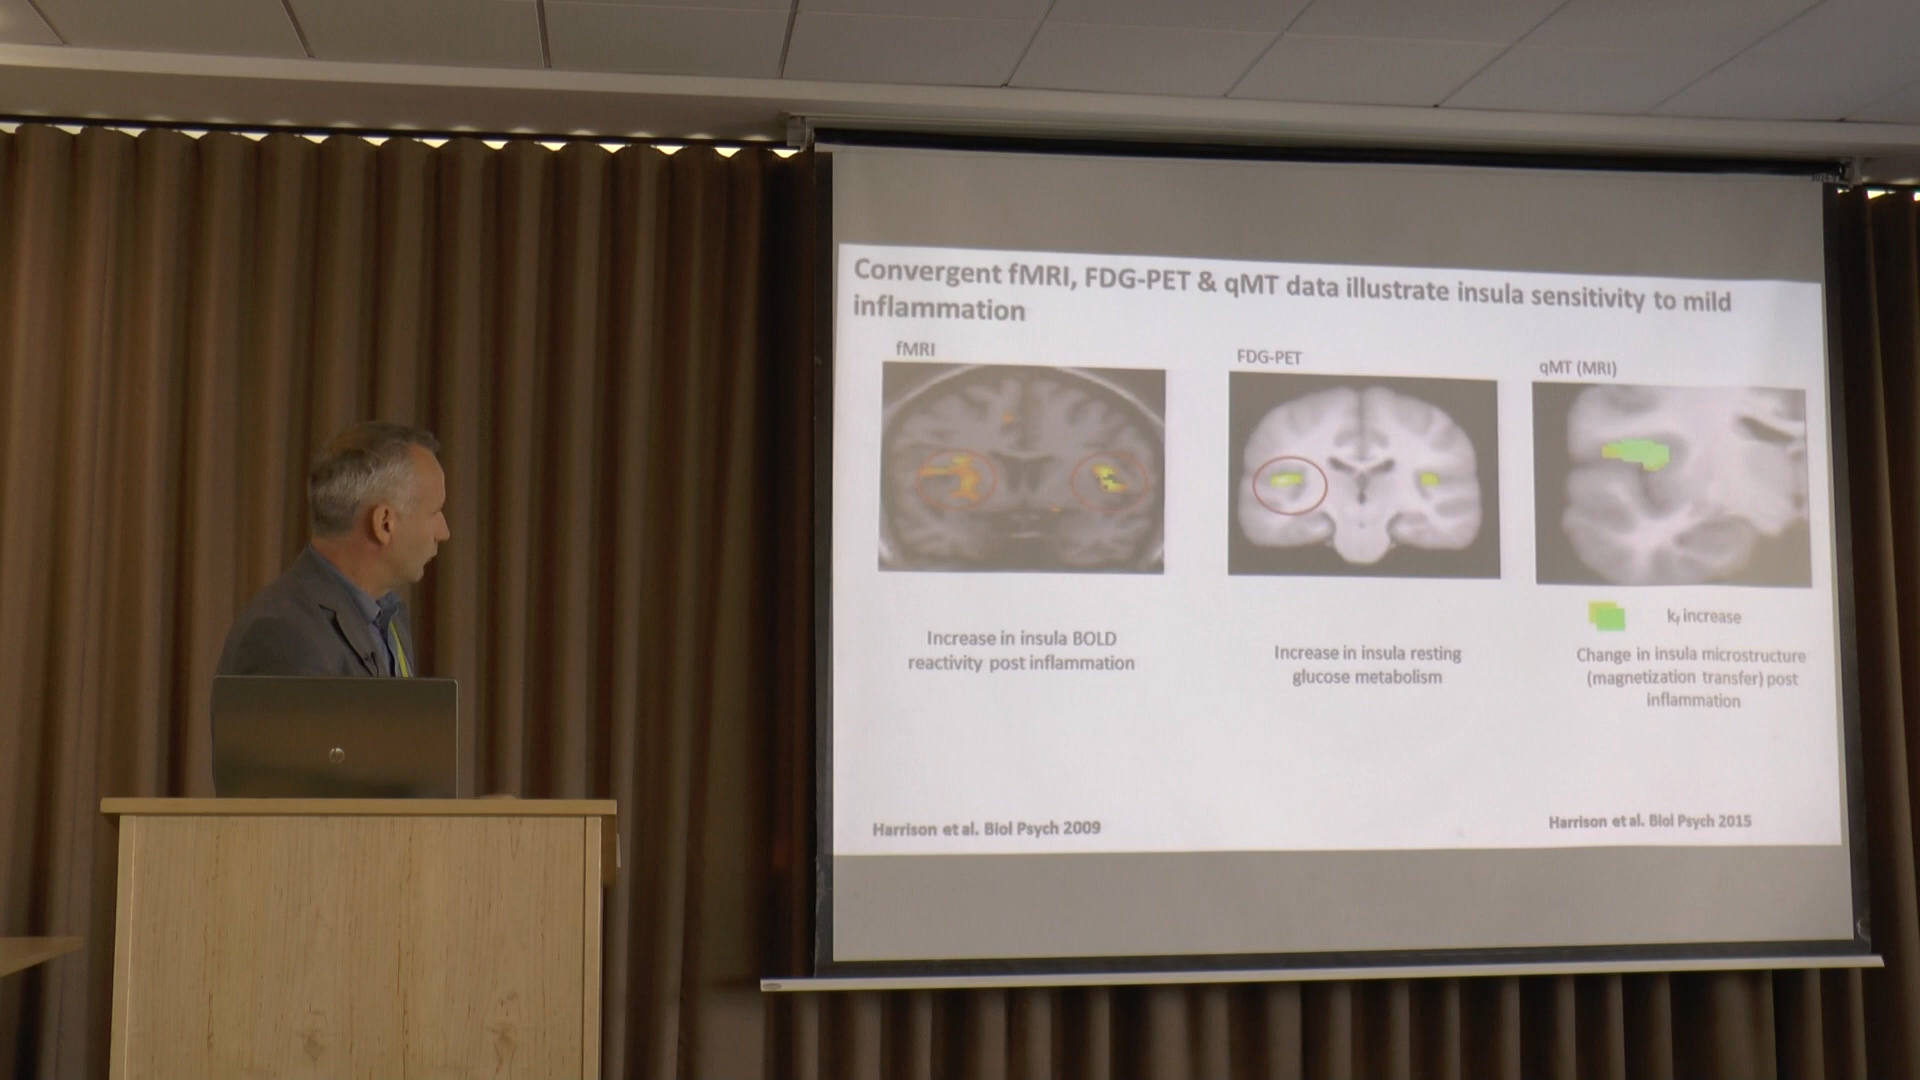 Convergent fMRI, FDG-PET & qMT data illustrate insula sensitivity to mild
inflammation
fMRI
FDG-PET
qMT (MRI)
kf increase
Increase in insula BOLD
reactivity post inflammation
Increase in insula resting
glucose metabolism
Change in insula microstructure
(magnetization transfer) post
inflammation
Harrison et al. Biol Psych 2009
Harrison et al. Biol Psych 2015
hp